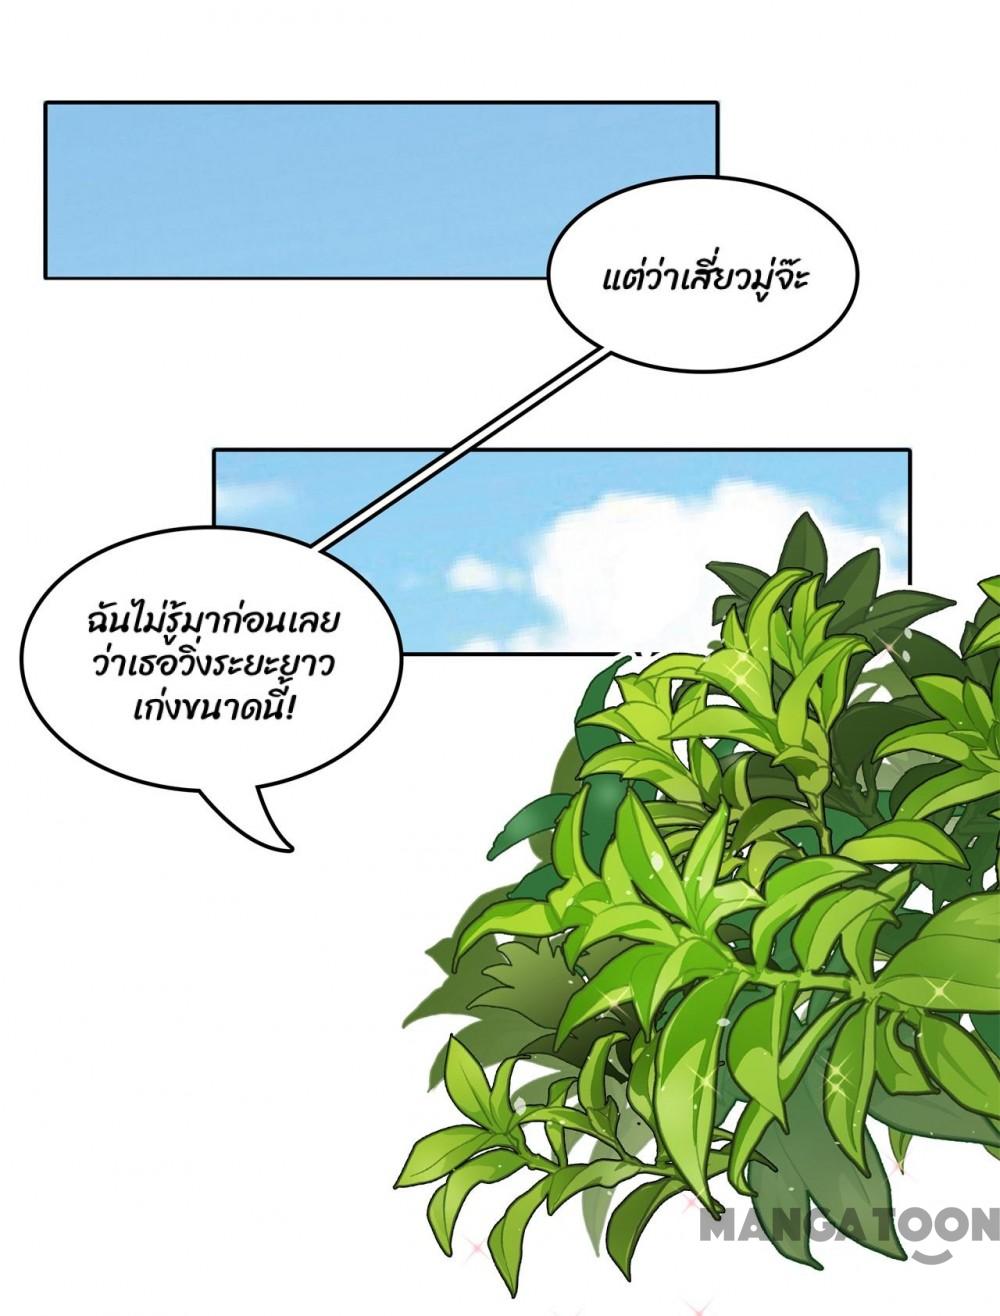 แต่ว่าเสี่ยวมู่จ๊ะ
ฉันไม่รู้มาก่อนเลย
ว่าเธอวิ่งระยะยาว
เก่งขนาดนี้!
MANGATOON